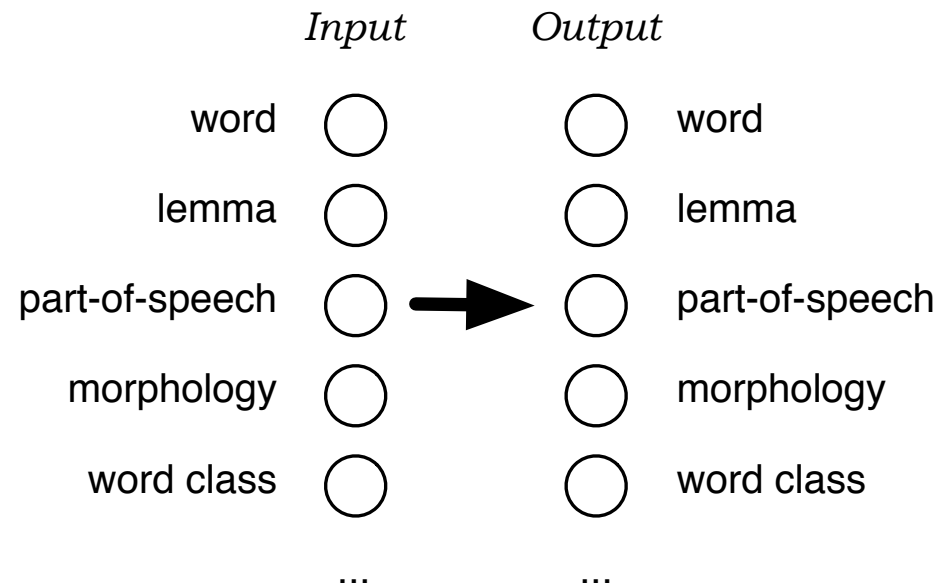 Input Output
word word
lemma lemma
part-of-speech part-of-speech
morphology morphology
word class word class
... ...